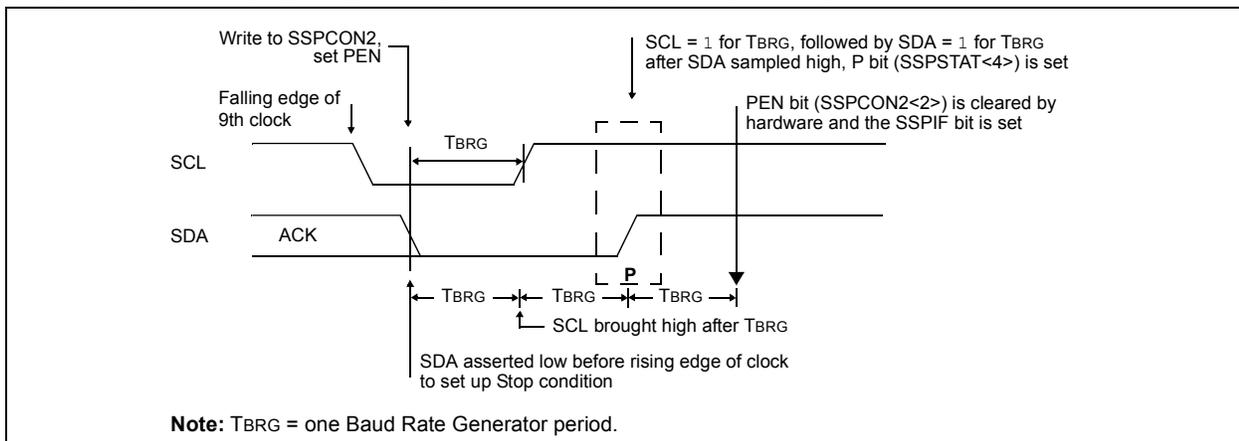 Write to SSPCON2,
set PEN
SCL = 1 for TBRG, followed by SDA = 1 for TBRG
after SDA sampled high, P bit (SSPSTAT<4>) is set
Falling edge of
9th clock
PEN bit (SSPCON2<2>) is cleared by
hardware and the SSPIF bit is set
TBRG
SCL
SDA
ACK
P
TBRG
TBRG
TBRG
SCL brought high after TBRG
SDA asserted low before rising edge of clock
to set up Stop condition
Note: TBRG = one Baud Rate Generator period.